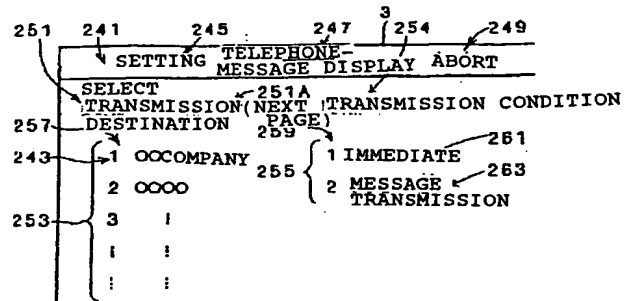 3
251 241 245 247 254 249
SETTING TELEPHONE-
MESSAGE DISPLAY ABORT
SELECT 251A
TRANSMISSION(NEXT TRANSMISSION CONDITION
257 DESTINATION PAGE) 259
243 1 OOCOMPANY 1 IMMEDIATE 261
2 OOOO 255 2 MESSAGE 263
TRANSMISSION
253 3